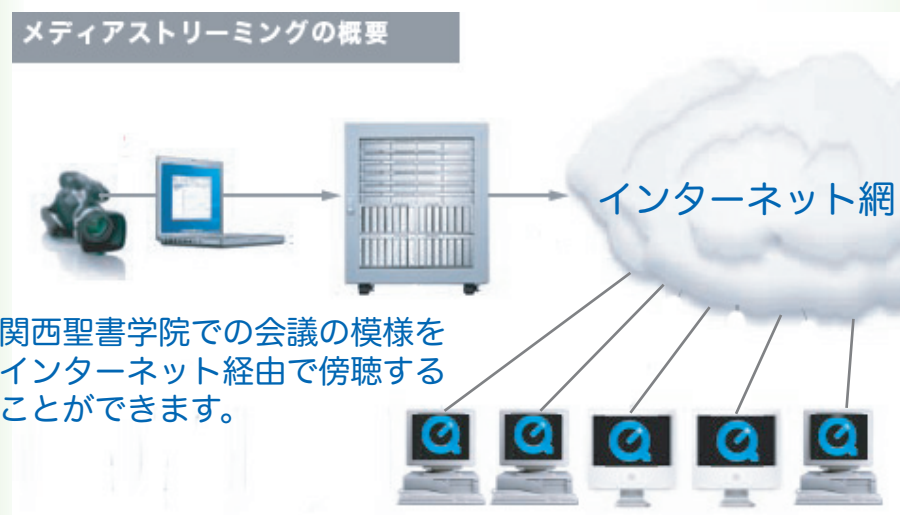 メディアストリーミングの概要
インターネット網
関西聖書学院での会議の模様を
インターネット経由で傍聴する
ことができます。